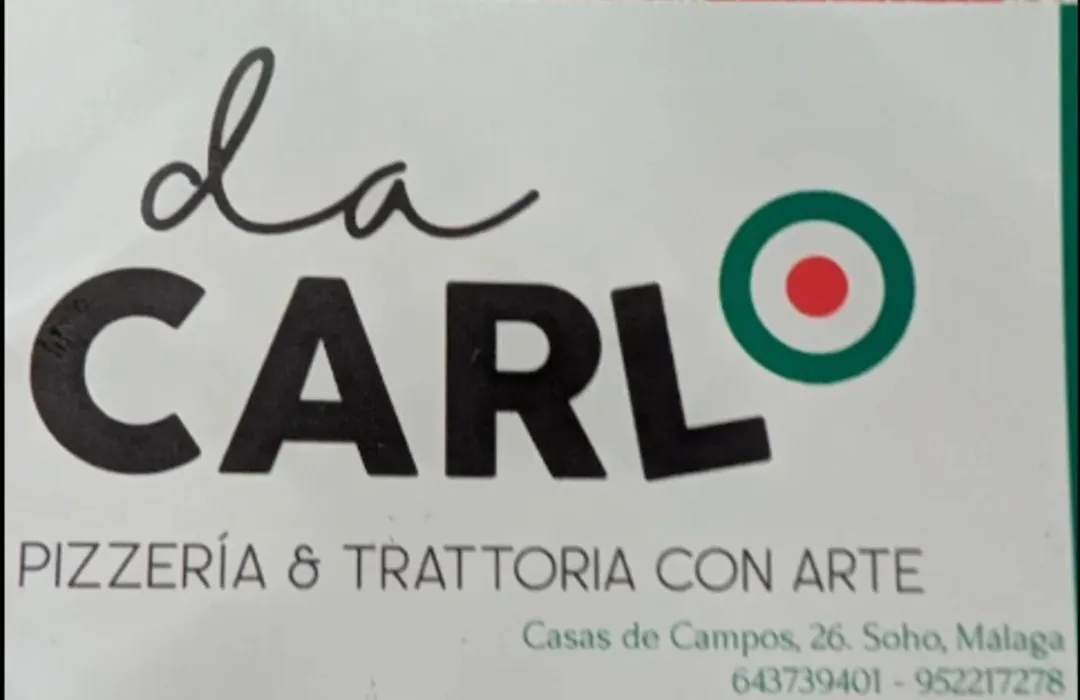 da
CARLO
PIZZERÍA & TRATTORIA CON ARTE
Casas de Campos, 26. Soho, Málaga
643739401 - 952217278